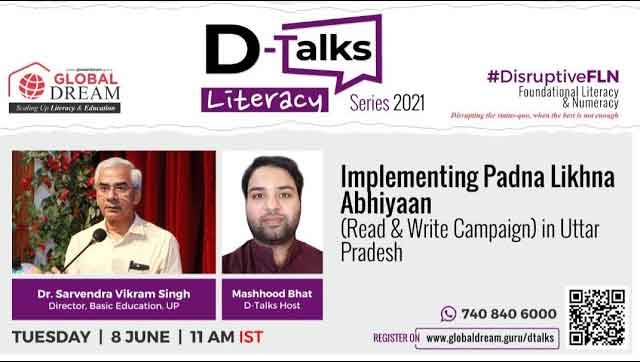 www.globaldream.guru
GLOBAL
DREAM
Scaling Up Literacy & Education
D-Talks
Literacy
Series 2021
#DisruptiveFLN
Foundational Literacy
& Numeracy
Disrupting the status-quo, when the best is not enough
Implementing Padna Likhna
Abhiyaan
(Read & Write Campaign) in Uttar
Pradesh
Dr. Sarvendra Vikram Singh
Director, Basic Education, UP
Mashhood Bhat
D-Talks Host
740 840 6000
TUESDAY | 8 JUNE | 11 AM IST
REGISTER ON www.globaldream.guru/dtalks